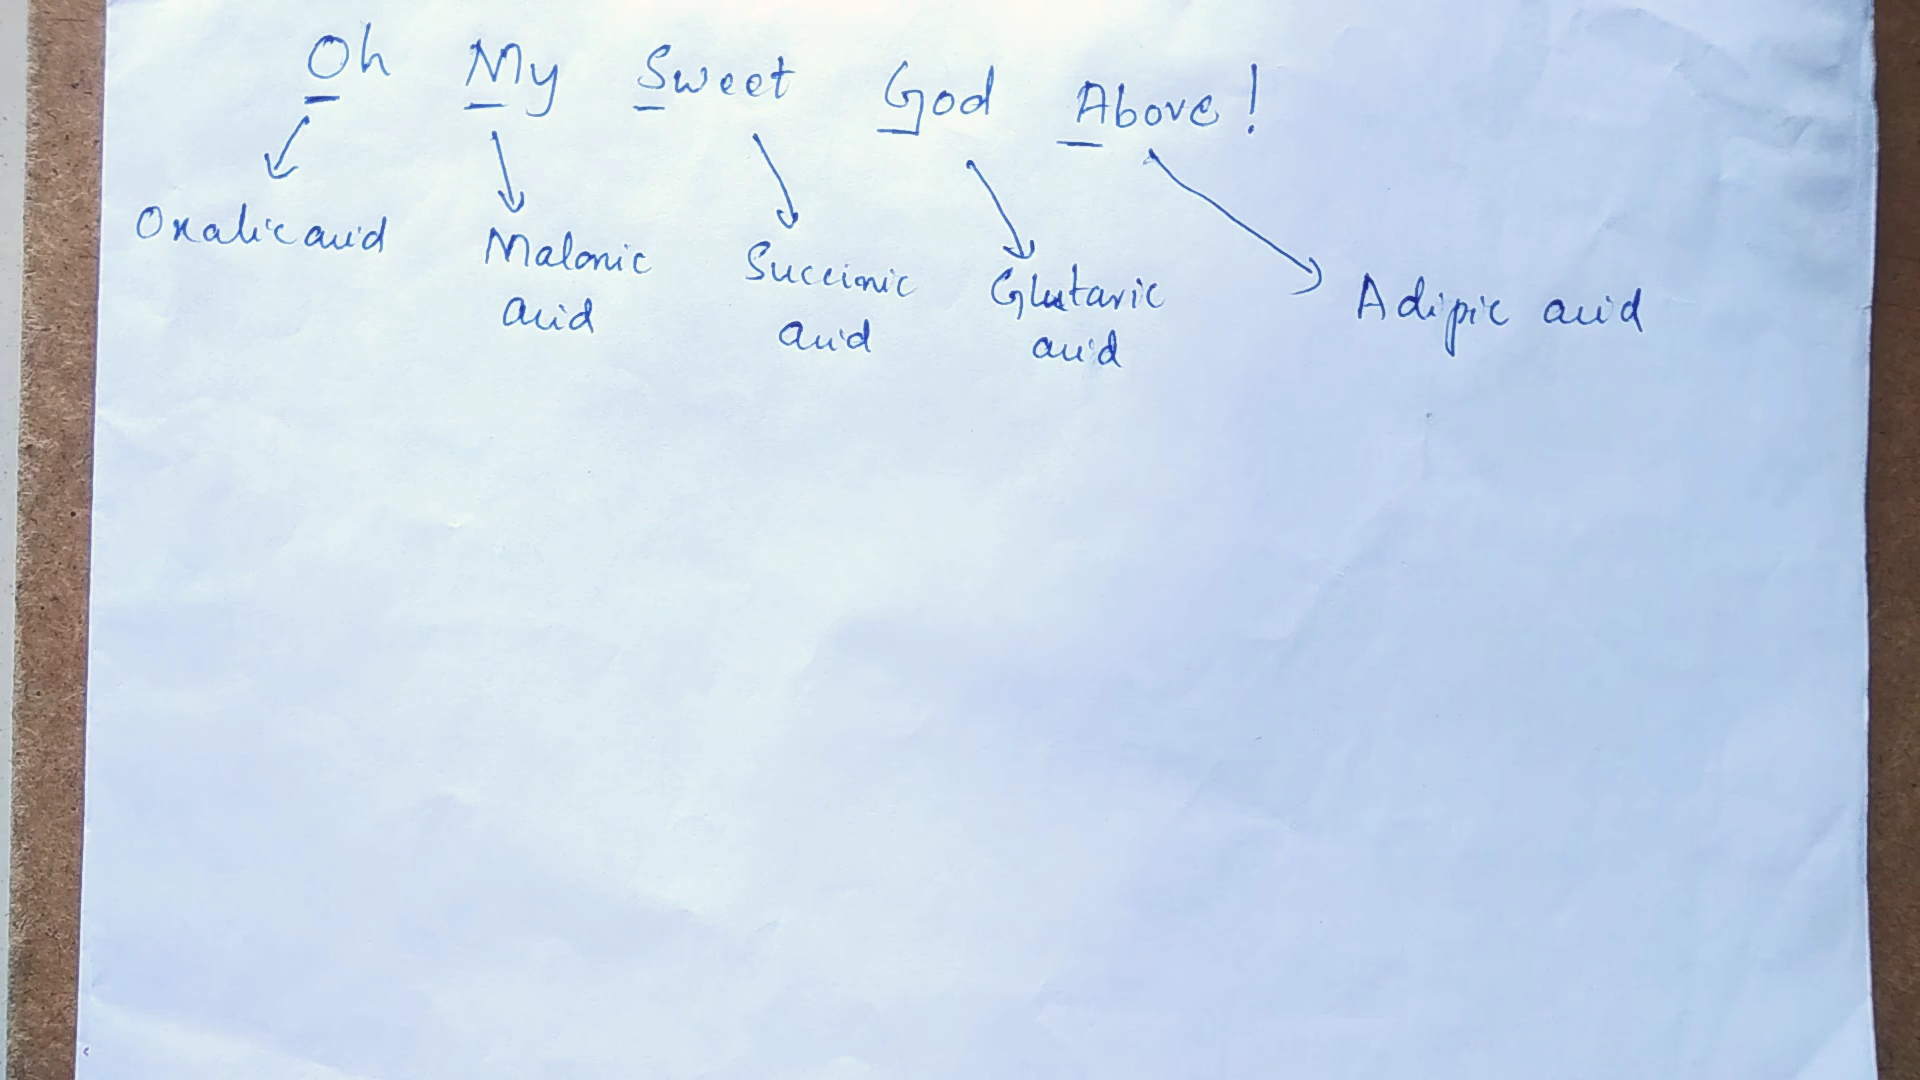 Oh My Sweet God Above!
Oxalic acid
Malonic
acid
Succinic
acid
Glutaric
acid
Adipic acid